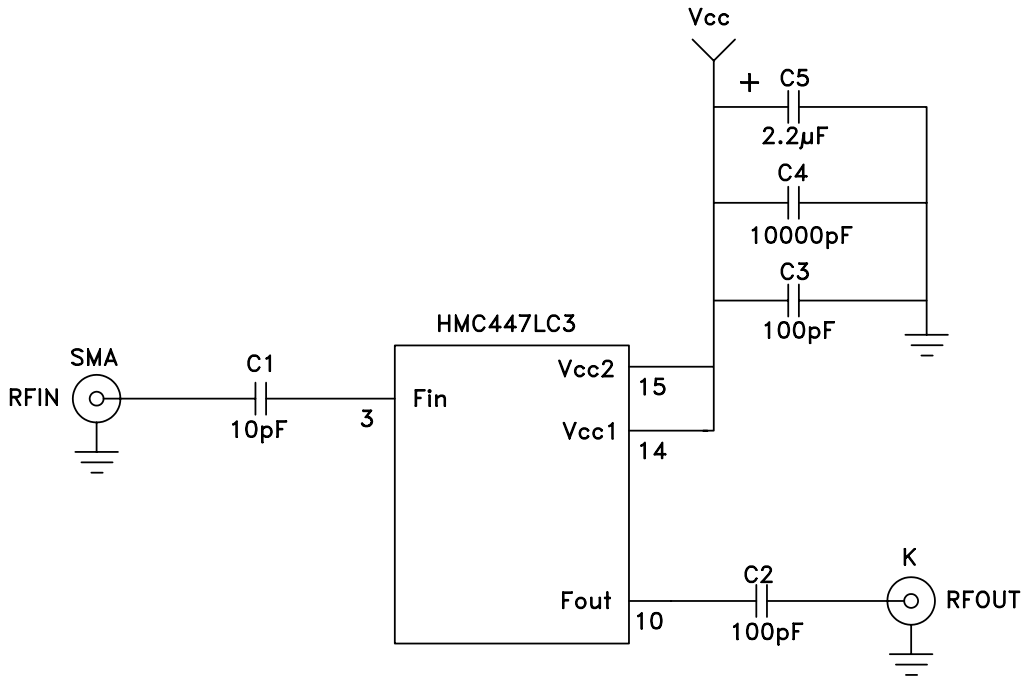 Vcc
+ C5
2.2µF
C4
10000pF
C3
100pF
HMC447LC3
SMA
C1
Vcc2
15
RFIN
Fin
10pF
3
Vcc1
14
K
C2
Fout
RFOUT
10
100pF